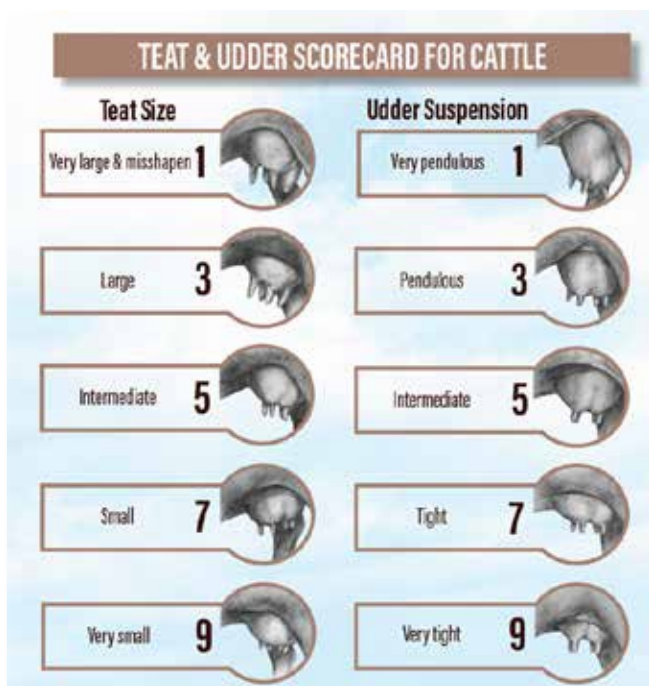 TEAT & UDDER SCORECARD FOR CATTLE
Teat Size
Very large & misshapen 1
Large 3
Intermediate 5
Small 7
Very small 9
Udder Suspension
Very pendulous 1
Pendulous 3
Intermediate 5
Tight 7
Very tight 9